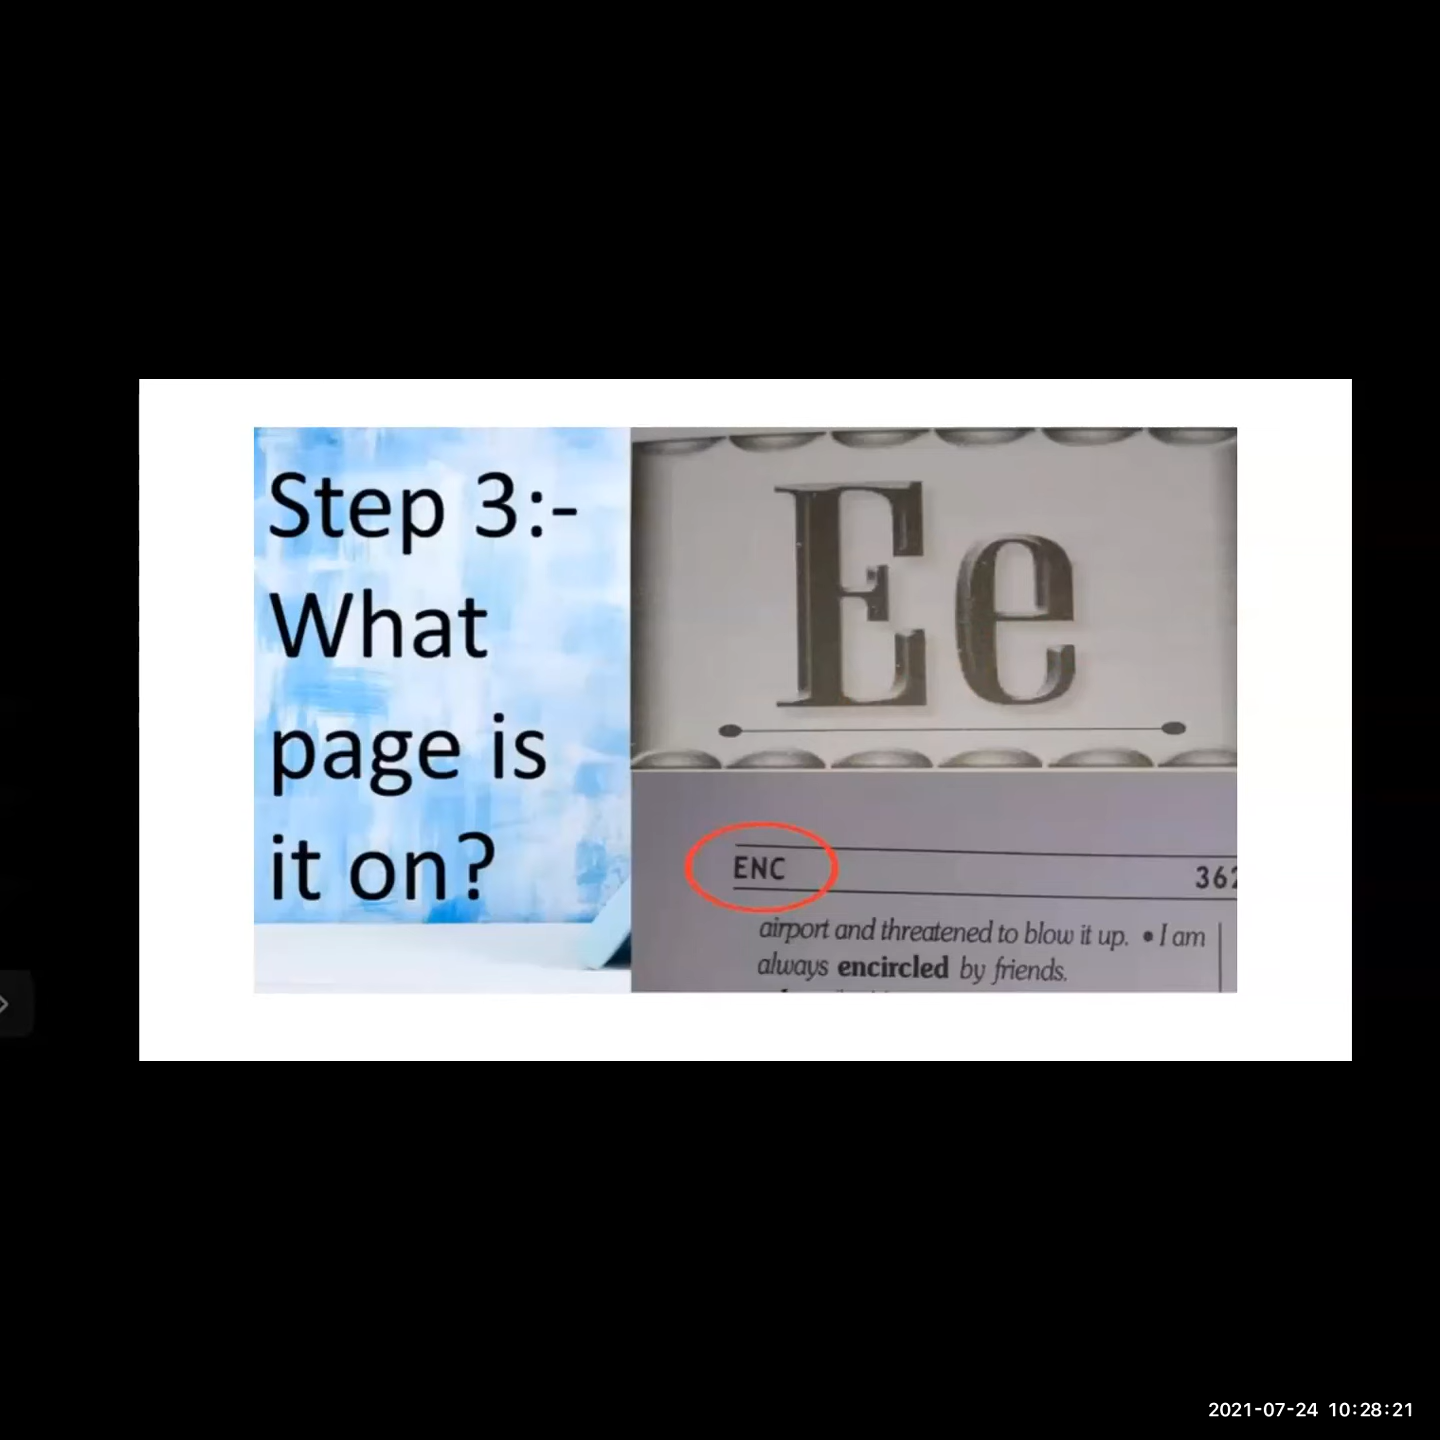 Step 3:-
What
page is
it on?
Ee
ENC 362
airport and threatened to blow it up. • I am
always encircled by friends.
2021-07-24 10:28:21